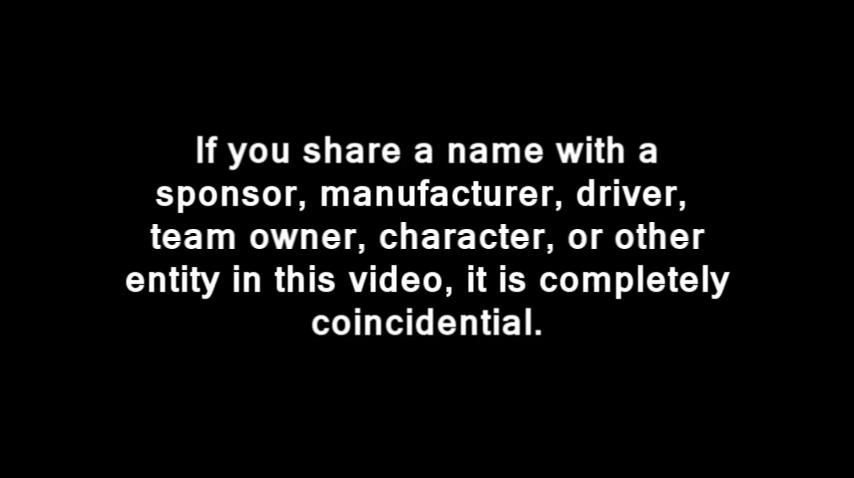 If you share a name with a
sponsor, manufacturer, driver,
team owner, character, or other
entity in this video, it is completely
coincidential.